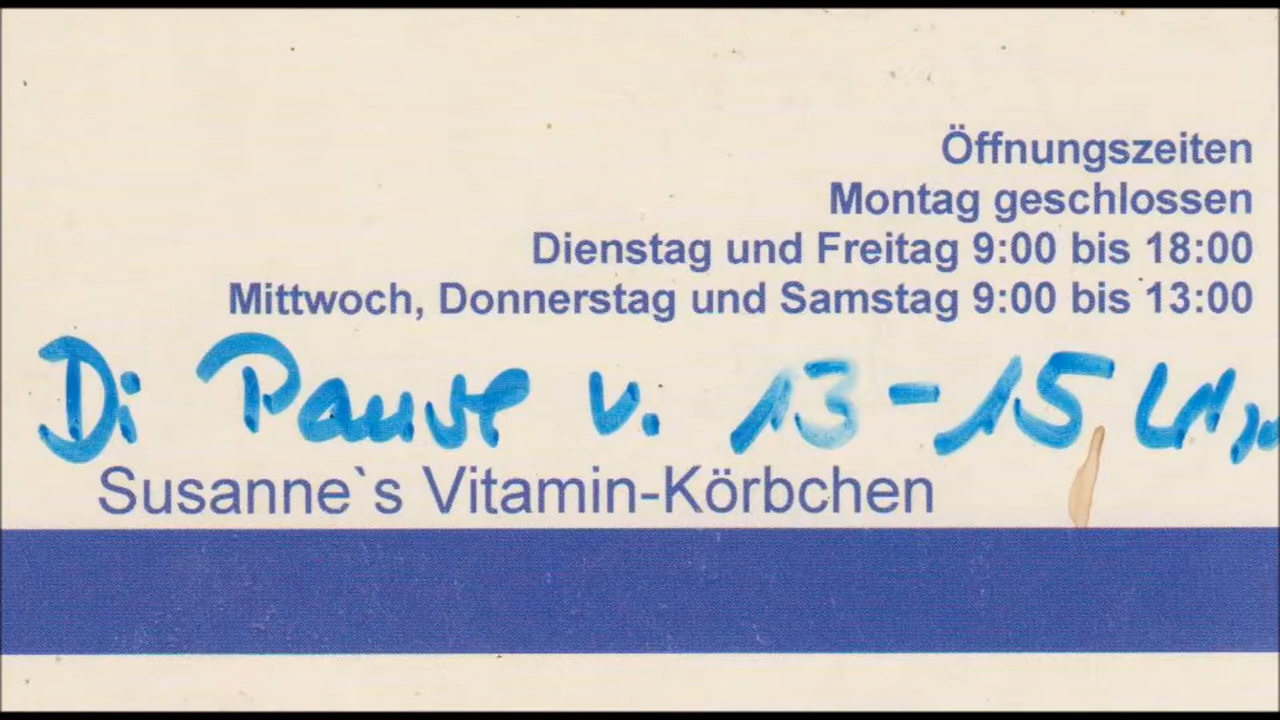 Öffnungszeiten
Montag geschlossen
Dienstag und Freitag 9:00 bis 18:00
Mittwoch, Donnerstag und Samstag 9:00 bis 13:00
Di Pause v. 13-15 Uhr
Susanne`s Vitamin-Körbchen